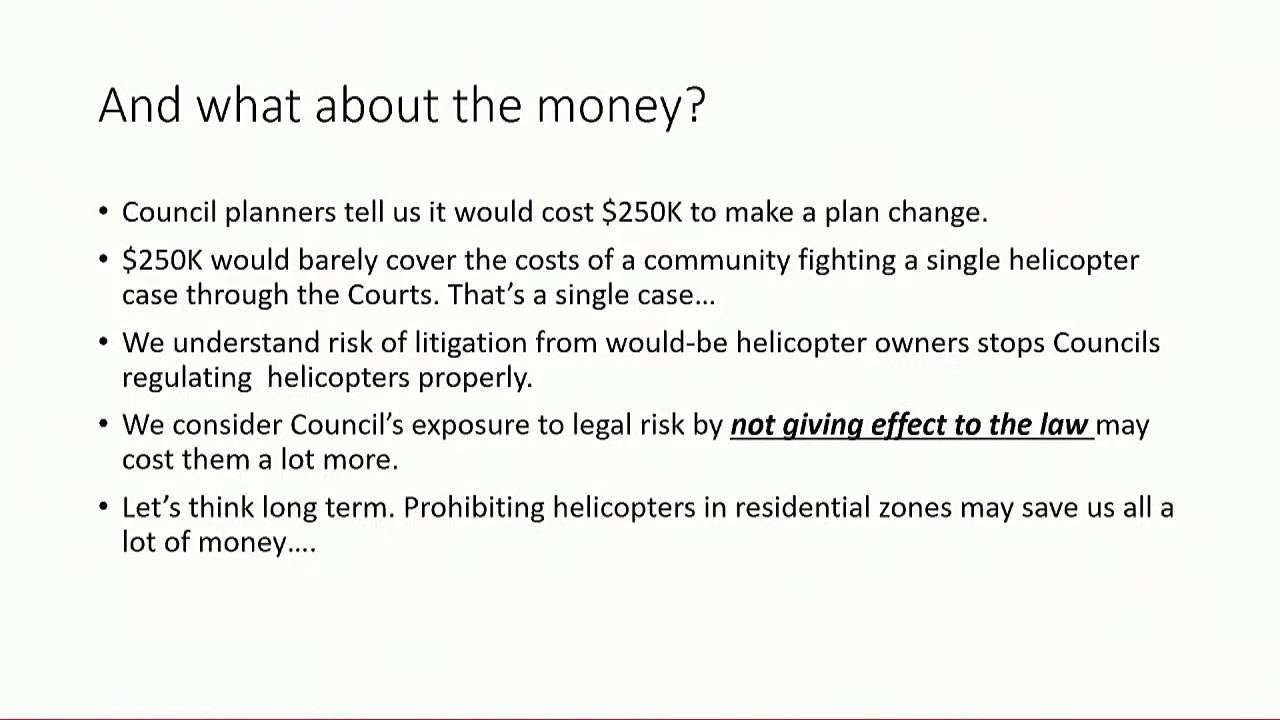 And what about the money?
• Council planners tell us it would cost $250K to make a plan change.
• $250K would barely cover the costs of a community fighting a single helicopter
case through the Courts. That's a single case...
• We understand risk of litigation from would-be helicopter owners stops Councils
regulating  helicopters properly.
• We consider Council's exposure to legal risk by not giving effect to the law may
cost them a lot more.
• Let's think long term. Prohibiting helicopters in residential zones may save us all a
lot of money....